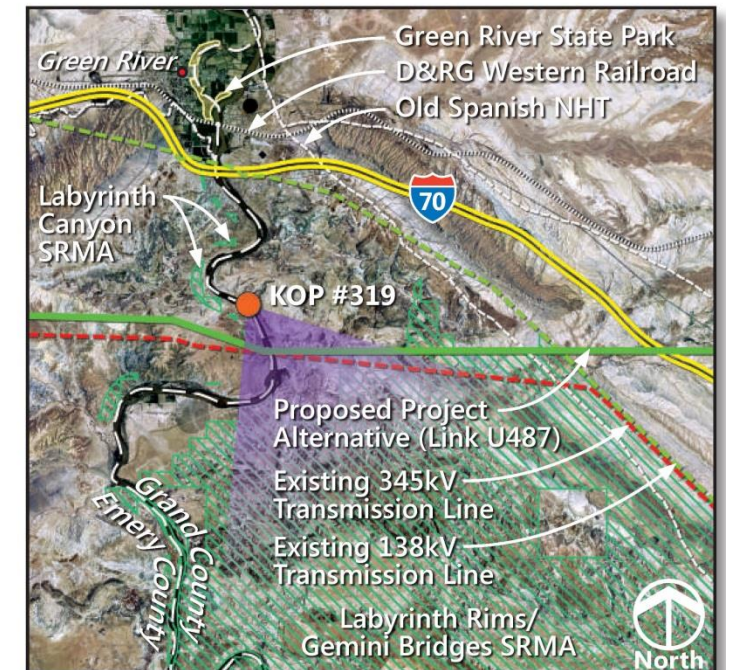 Green River State Park
Green River
D&RG Western Railroad
Old Spanish NHT
Labyrinth
Canyon
SRMA
70
KOP #319
Proposed Project
Alternative (Link U487)
Existing 345kV
Transmission Line
Existing 138kV
Transmission Line
Grand County
Emery County
Labyrinth Rims/
Gemini Bridges SRMA
North